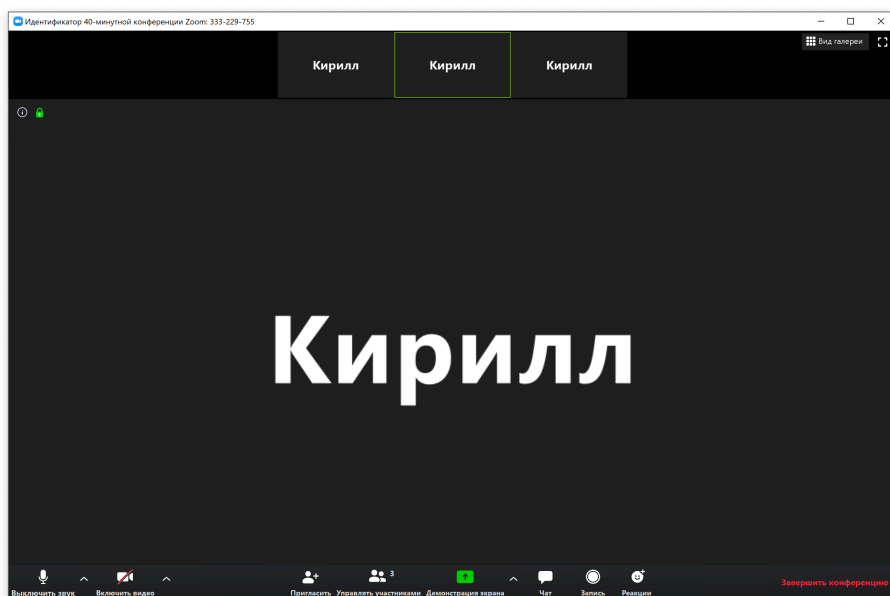 Идентификатор 40-минутной конференции Zoom: 333-229-755
Кирилл Кирилл Кирилл
Вид галереи
Кирилл
3
Выключить звук Включить видео Пригласить Управлять участниками Демонстрация экрана Чат Запись Реакции Завершить конференцию